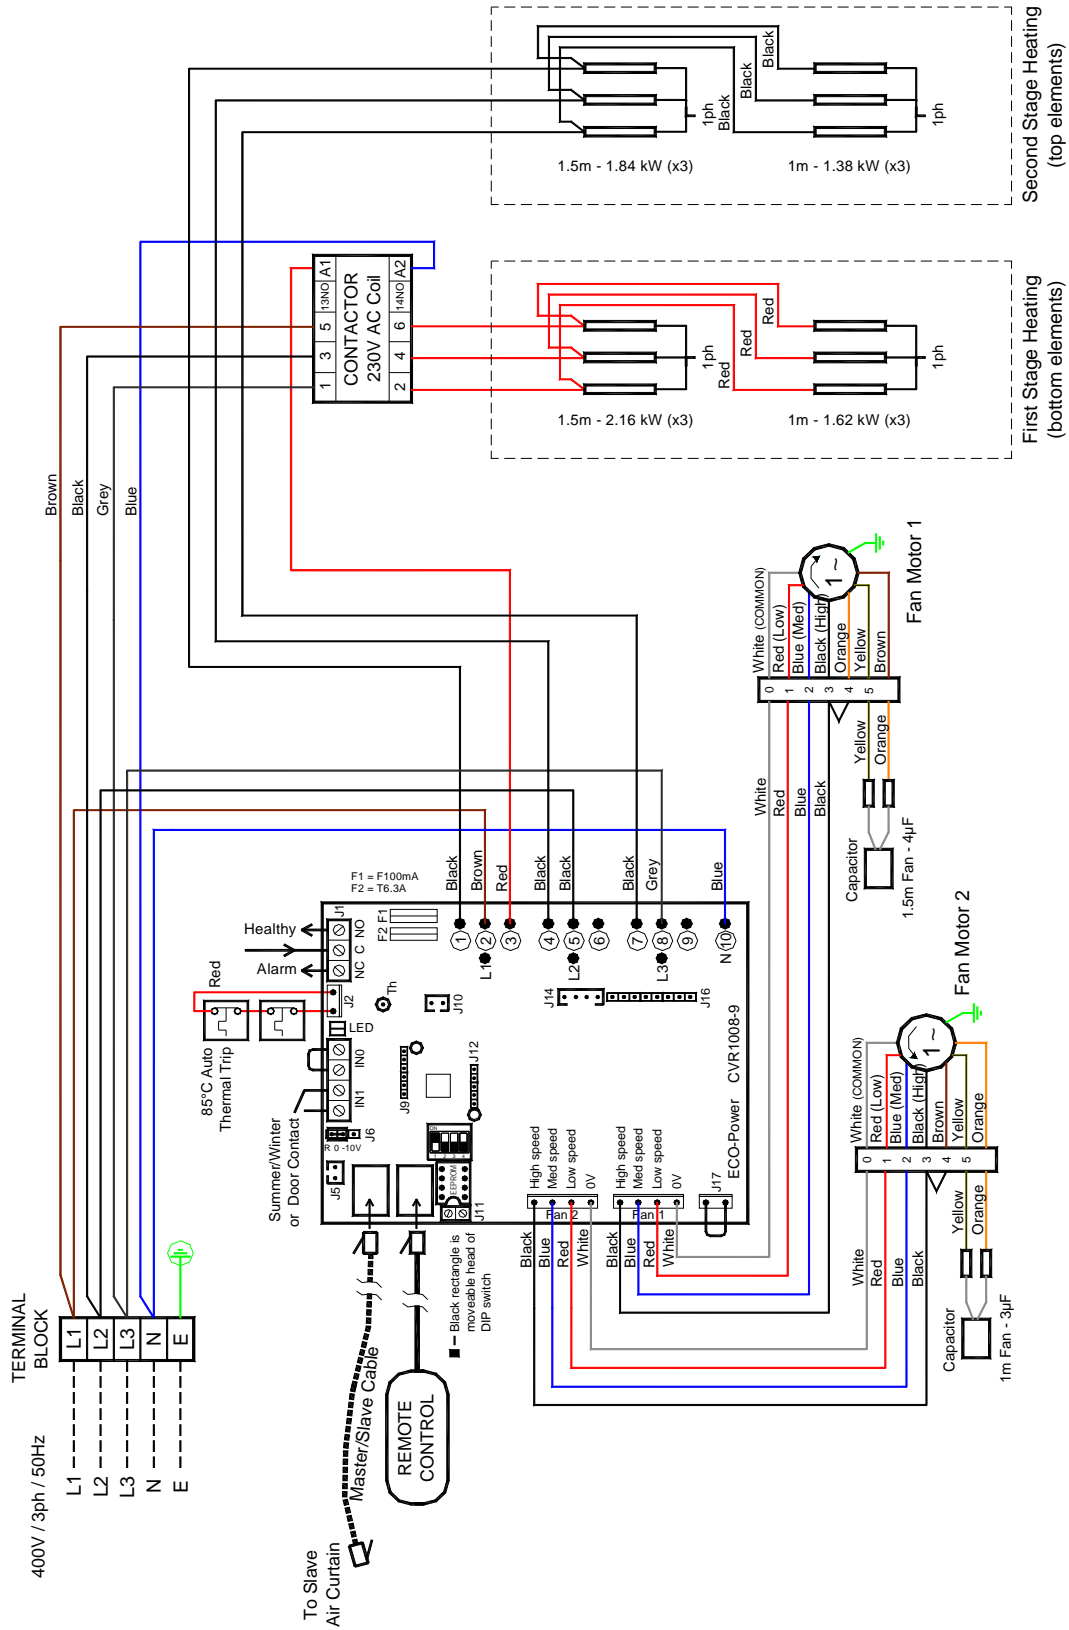 Second Stage Heating
(top elements)
Black
Black
Black
1ph
1ph
1.5m - 1.84 kW (x3)
1m - 1.38 kW (x3)
First Stage Heating
(bottom elements)
Red
Red
Red
1ph
1ph
1.5m - 2.16 kW (x3)
1m - 1.62 kW (x3)
CONTACTOR
230V AC Coil
1
3
5
13NO
A1
2
4
6
14NO
A2
Brown
Black
Grey
Blue
TERMINAL
BLOCK
L1
L2
L3
N
E
400V / 3ph / 50Hz
L1
L2
L3
N
E
F1 = F100mA
F2 = T6.3A
Black
Brown
Red
Black
Black
Black
Grey
Blue
1
2
3
4
5
6
7
8
9
10
L1
L2
L3
N
J1
NO
C
NC
F1
F2
Healthy
Alarm
Red
85°C Auto
Thermal Trip
J2
LED
IN0
IN1
Th
J10
J14
J16
J9
J12
J6
R 0 -10V
J5
Summer/Winter
or Door Contact
ON
1 2 3 4
EEPROM
J11
– Black rectangle is
moveable head of
DIP switch
ECO-Power
CVR1008-9
High speed
Med speed
Low speed
0V
Fan 2
High speed
Med speed
Low speed
0V
Fan 1
J17
Black
Blue
Red
White
Black
Blue
Red
White
Master/Slave Cable
REMOTE
CONTROL
To Slave
Air Curtain
Fan Motor 1
1 ~
White (COMMON)
Red (Low)
Blue (Med)
Black (High)
Orange
Yellow
Brown
0
1
2
3
4
5
White
Red
Blue
Black
Yellow
Orange
Capacitor
1.5m Fan - 4µF
Fan Motor 2
1 ~
White (COMMON)
Red (Low)
Blue (Med)
Black (High)
Brown
Yellow
Orange
0
1
2
3
4
5
White
Red
Blue
Black
Yellow
Orange
Capacitor
1m Fan - 3µF